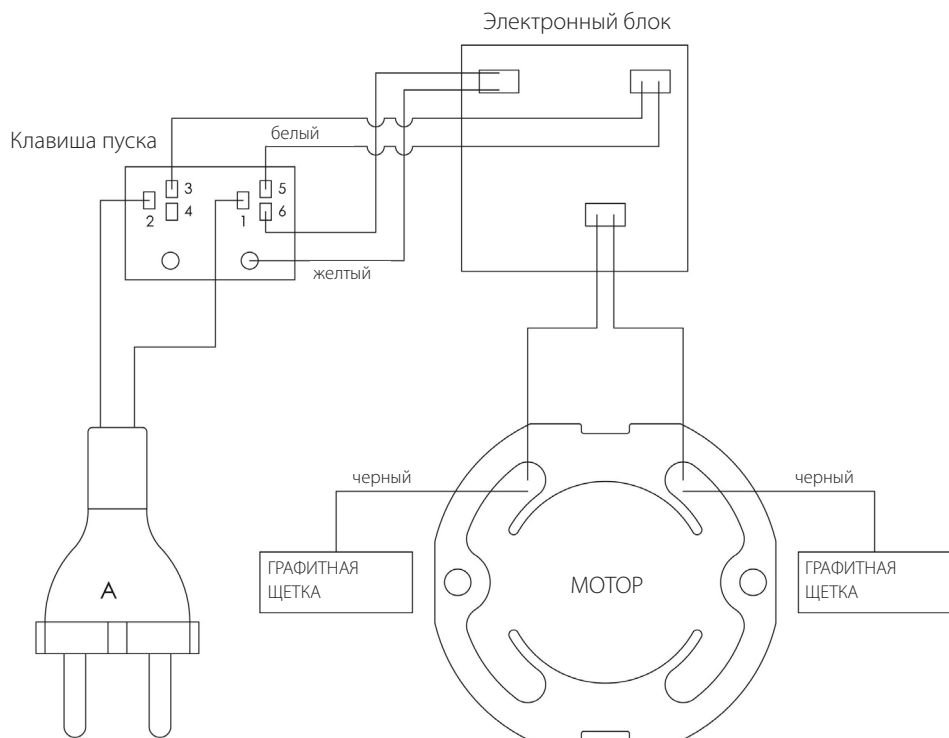 Электронный блок
Клавиша пуска
белый
3
5
2
4
1
6
желтый
черный
черный
ГРАФИТНАЯ
ЩЕТКА
МОТОР
ГРАФИТНАЯ
ЩЕТКА
A